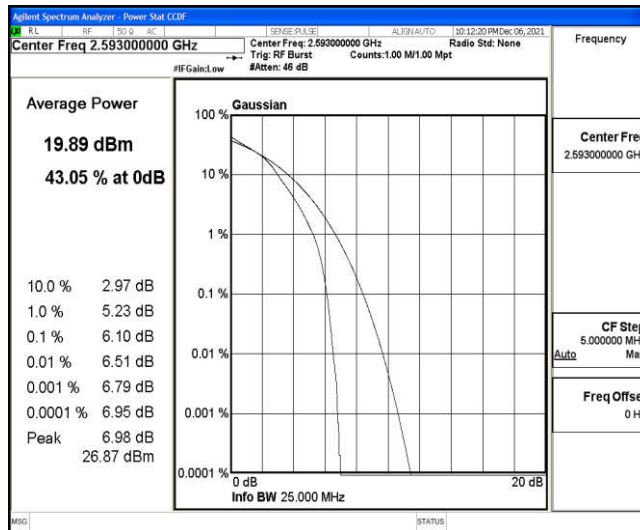 Agilent Spectrum Analyzer - Power Stat CCDF
RL RF 50 Ω AC SENSE:PULSE ALIGNAUTO 10:12:20 PM Dec 06, 2021
Center Freq 2.593000000 GHz
Center Freq: 2.593000000 GHz Radio Std: None
Trig: RF Burst Counts:1.00 M/1.00 Mpt
#IFGain:Low #Atten: 46 dB
Frequency
Average Power
19.89 dBm
43.05 % at 0dB
10.0 % 2.97 dB
1.0 % 5.23 dB
0.1 % 6.10 dB
0.01 % 6.51 dB
0.001 % 6.79 dB
0.0001 % 6.95 dB
Peak 6.98 dB
26.87 dBm
Gaussian
100 %
10 %
1 %
0.1 %
0.01 %
0.001 %
0.0001 %
0 dB 20 dB
Info BW 25.000 MHz
Center Fre
2.593000000 GH
CF Ste
5.000000 MH
Auto Ma
Freq Offse
0 H
MSG STATUS